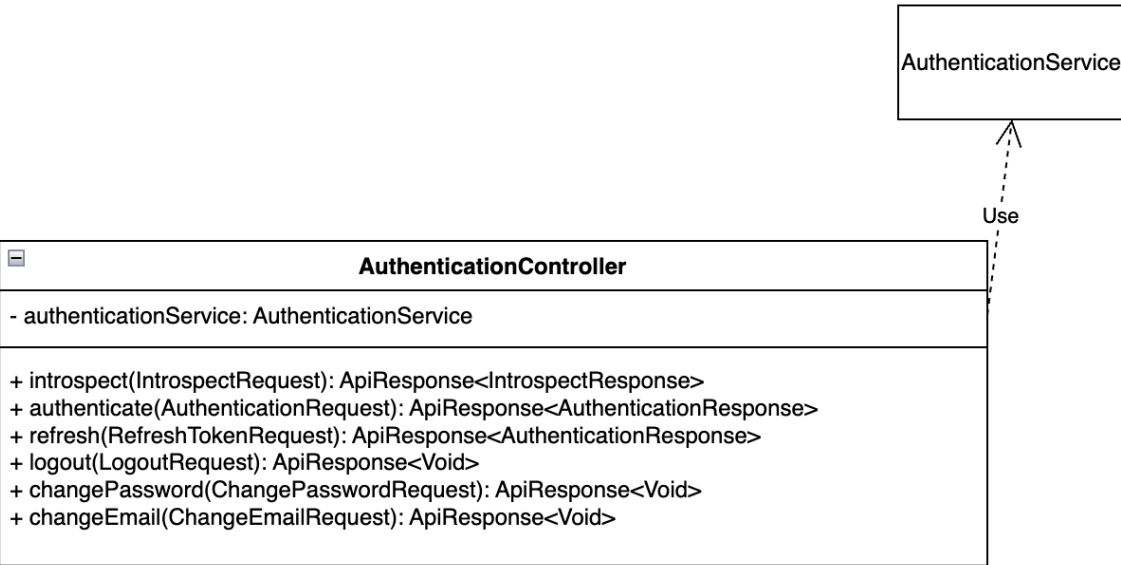 AuthenticationService
Use
AuthenticationController
- authenticationService: AuthenticationService
+ introspect(IntrospectRequest): ApiResponse<IntrospectResponse>
+ authenticate(AuthenticationRequest): ApiResponse<AuthenticationResponse>
+ refresh(RefreshTokenRequest): ApiResponse<AuthenticationResponse>
+ logout(LogoutRequest): ApiResponse<Void>
+ changePassword(ChangePasswordRequest): ApiResponse<Void>
+ changeEmail(ChangeEmailRequest): ApiResponse<Void>